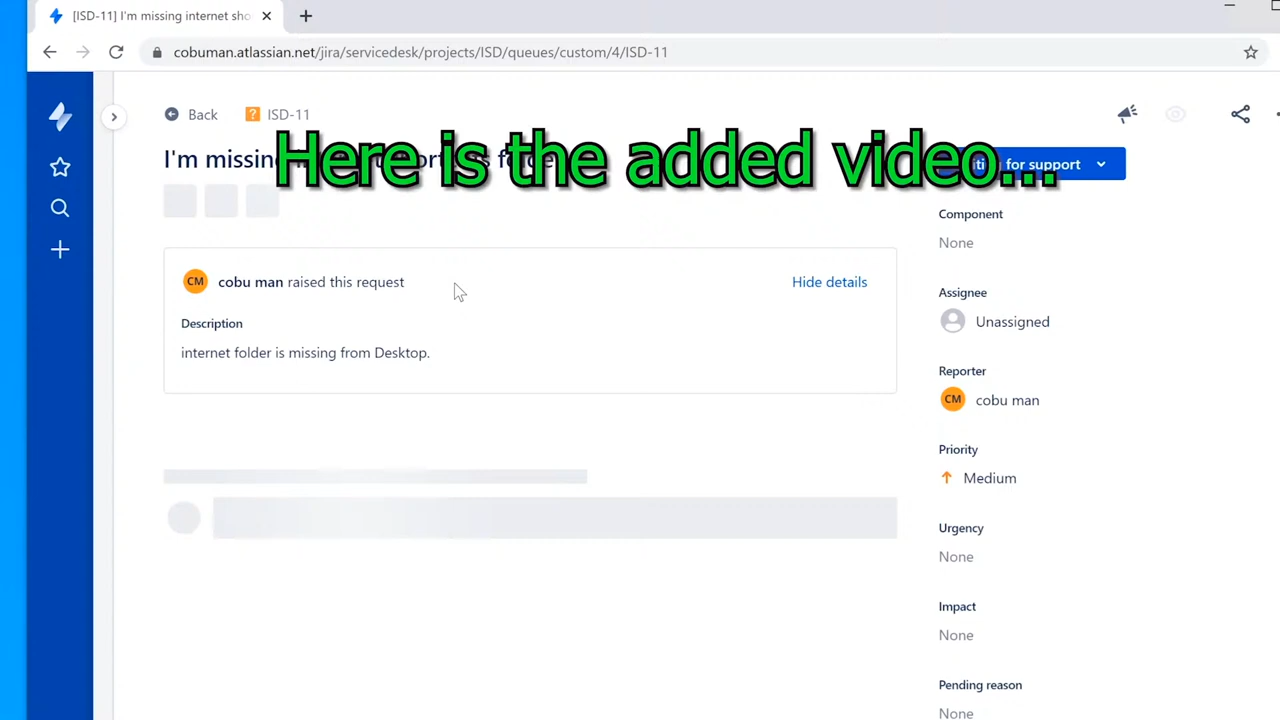 [ISD-11] I'm missing internet sho
cobuman.atlassian.net/jira/servicedesk/projects/ISD/queues/custom/4/ISD-11
Back
ISD-11
Here is the added video...
I'm missing
for support
CM cobu man raised this request
Hide details
Description
internet folder is missing from Desktop.
Component
None
Assignee
Unassigned
Reporter
CM cobu man
Priority
Medium
Urgency
None
Impact
None
Pending reason
None